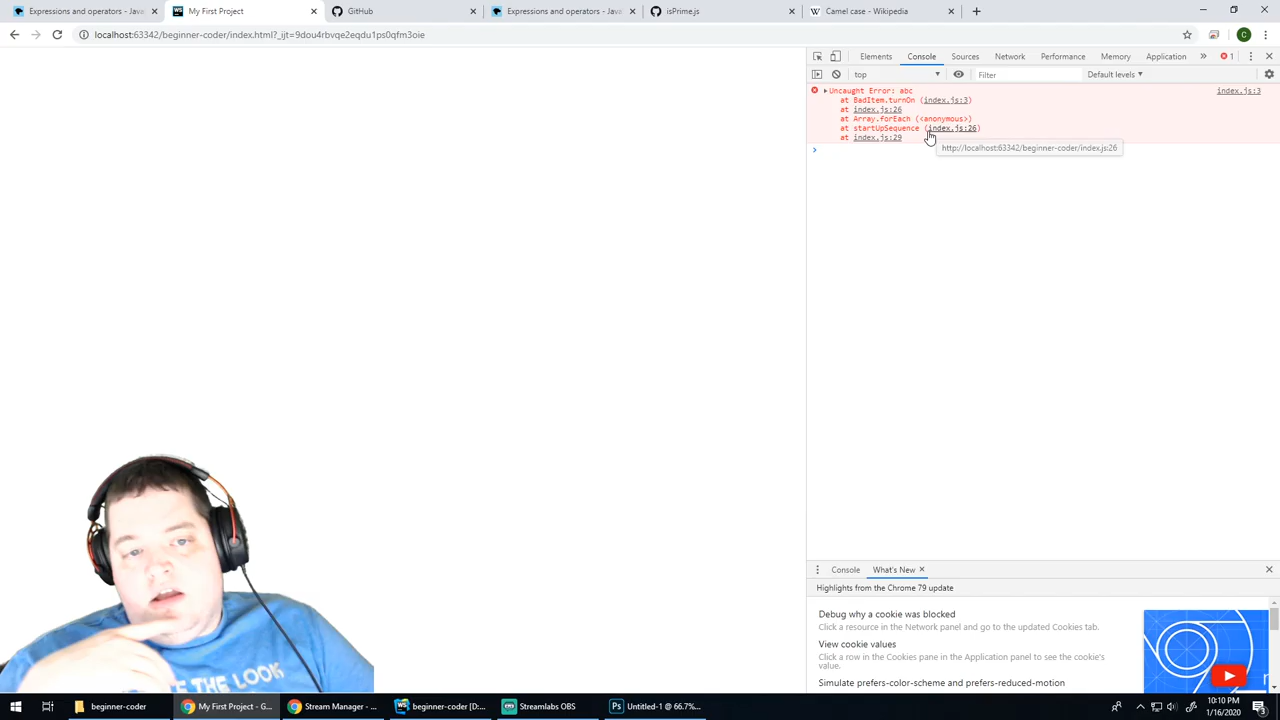 Expressions and operators - Java
My First Project
GitHub
Expressions and operators - Java
isPrime.js
Camel case - Wikipedia
localhost:63342/beginner-coder/index.html?_ijt=9dou4rbvqe2eqdu1ps0qfm3oie
Elements Console Sources Network Performance Memory Application » 1
top Filter Default levels
Uncaught Error: abc index.js:3
at BadItem.turnOn (index.js:3)
at index.js:26
at Array.forEach (<anonymous>)
at startUpSequence (index.js:26)
at index.js:29
http://localhost:63342/beginner-coder/index.js:26
Console What's New
Highlights from the Chrome 79 update
Debug why a cookie was blocked
Click a resource in the Network panel and go to the updated Cookies tab.
View cookie values
Click a row in the Cookies pane in the Application panel to see the cookie's
value.
Simulate prefers-color-scheme and prefers-reduced-motion
THE LOOK
beginner-coder
My First Project - G...
Stream Manager - ...
beginner-coder [D:...
Streamlabs OBS
Untitled-1 @ 66.7%...
10:10 PM
1/16/2020